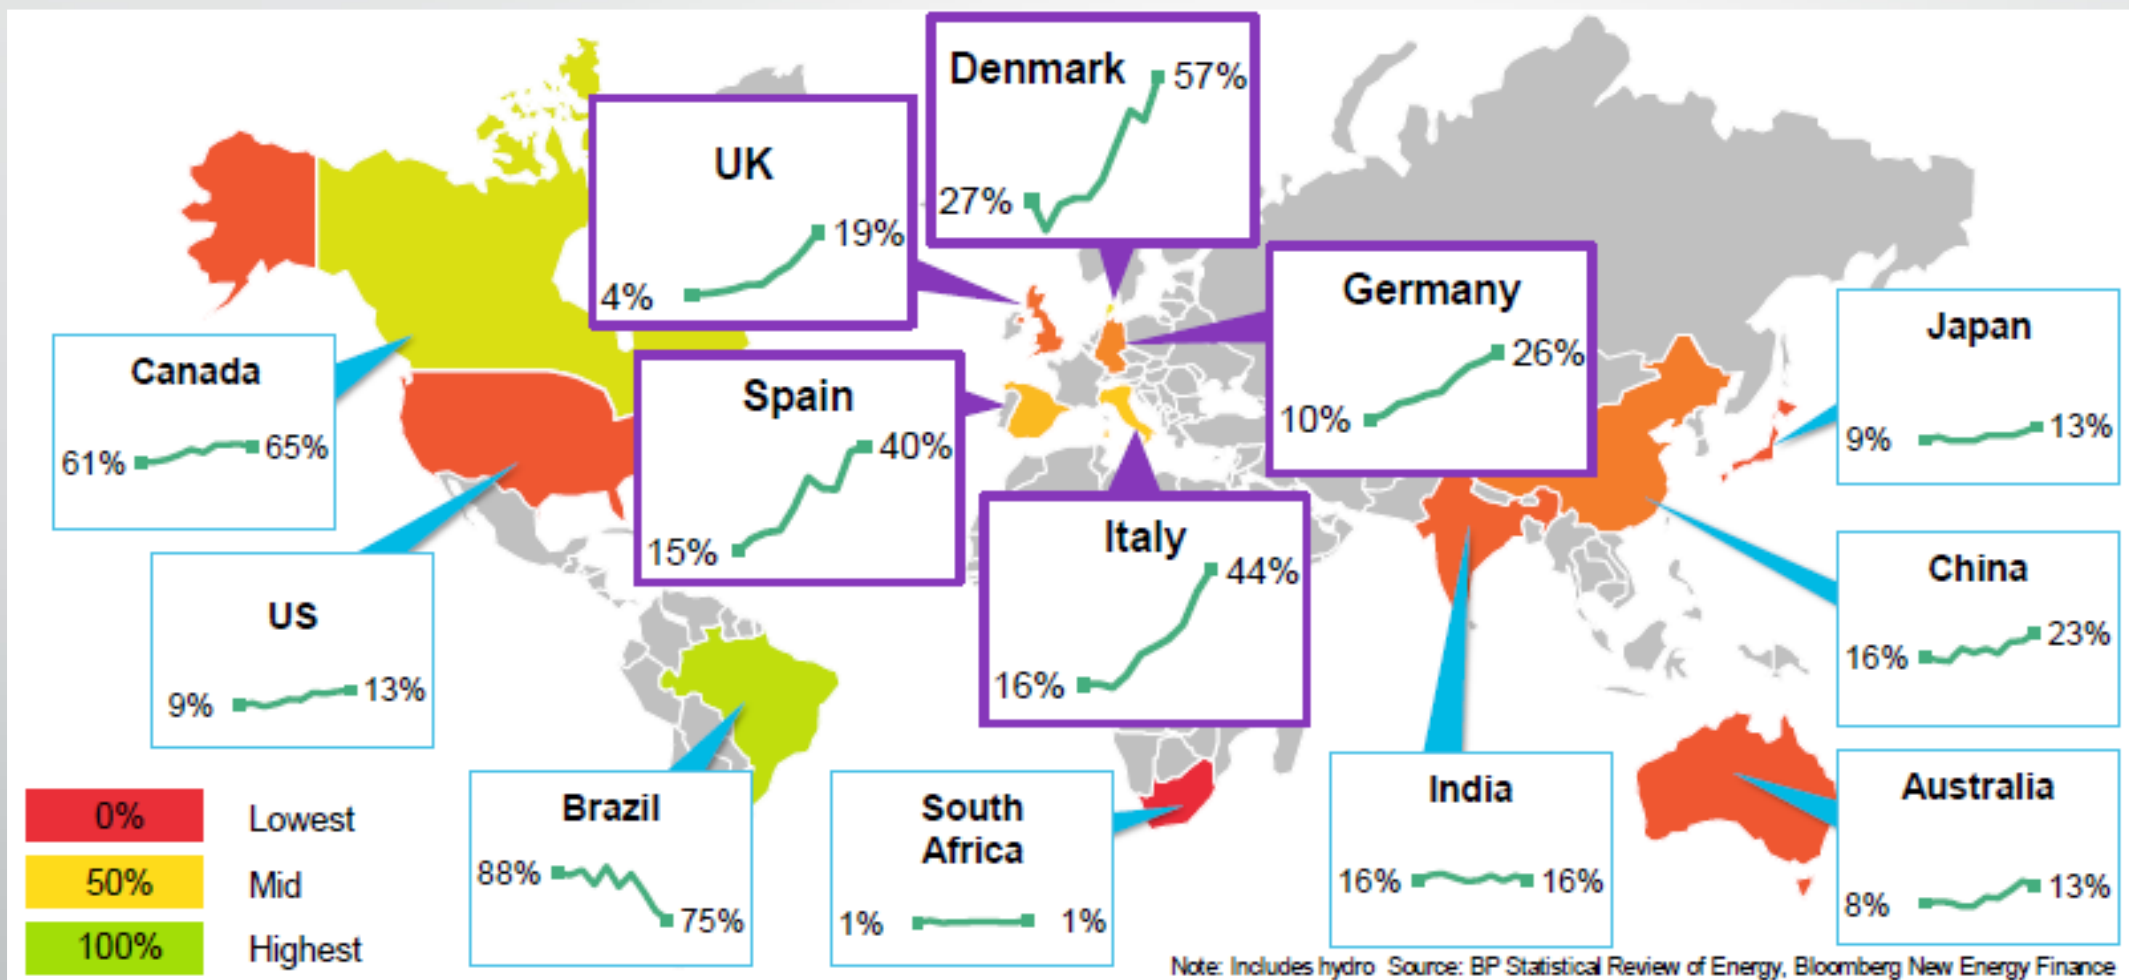 Denmark
57%
27%
UK
19%
4%
Germany
26%
10%
Japan
9%
13%
Canada
61%
65%
Spain
40%
15%
Italy
44%
16%
China
16%
23%
US
9%
13%
Brazil
88%
75%
South
Africa
1%
1%
India
16%
16%
Australia
8%
13%
0% Lowest
50% Mid
100% Highest
Note: Includes hydro Source: BP Statistical Review of Energy, Bloomberg New Energy Finance